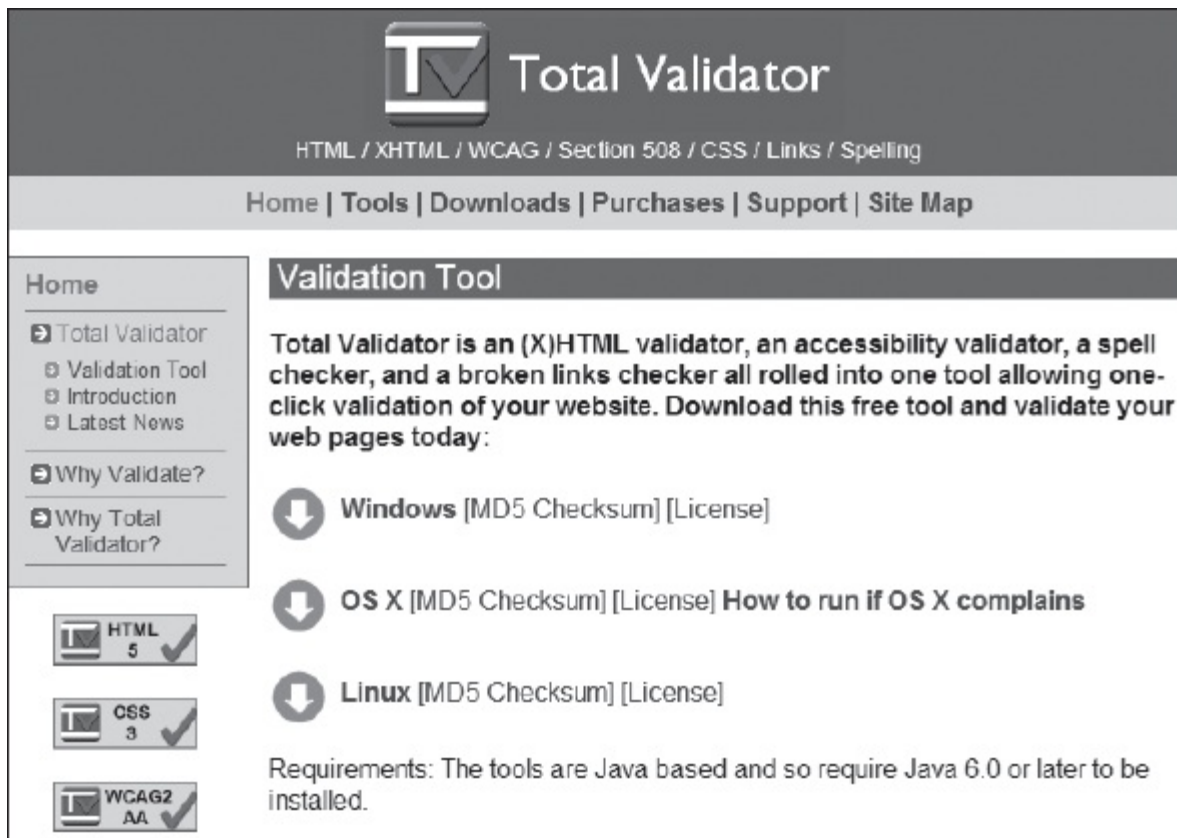 TV Total Validator
HTML / XHTML / WCAG / Section 508 / CSS / Links / Spelling
Home | Tools | Downloads | Purchases | Support | Site Map
Home
Total Validator
Validation Tool
Introduction
Latest News
Why Validate?
Why Total
Validator?
TV HTML
5
TV CSS
3
TV WCAG2
AA
Validation Tool
Total Validator is an (X)HTML validator, an accessibility validator, a spell
checker, and a broken links checker all rolled into one tool allowing one-
click validation of your website. Download this free tool and validate your
web pages today:
Windows [MD5 Checksum] [License]
OS X [MD5 Checksum] [License] How to run if OS X complains
Linux [MD5 Checksum] [License]
Requirements: The tools are Java based and so require Java 6.0 or later to be
installed.